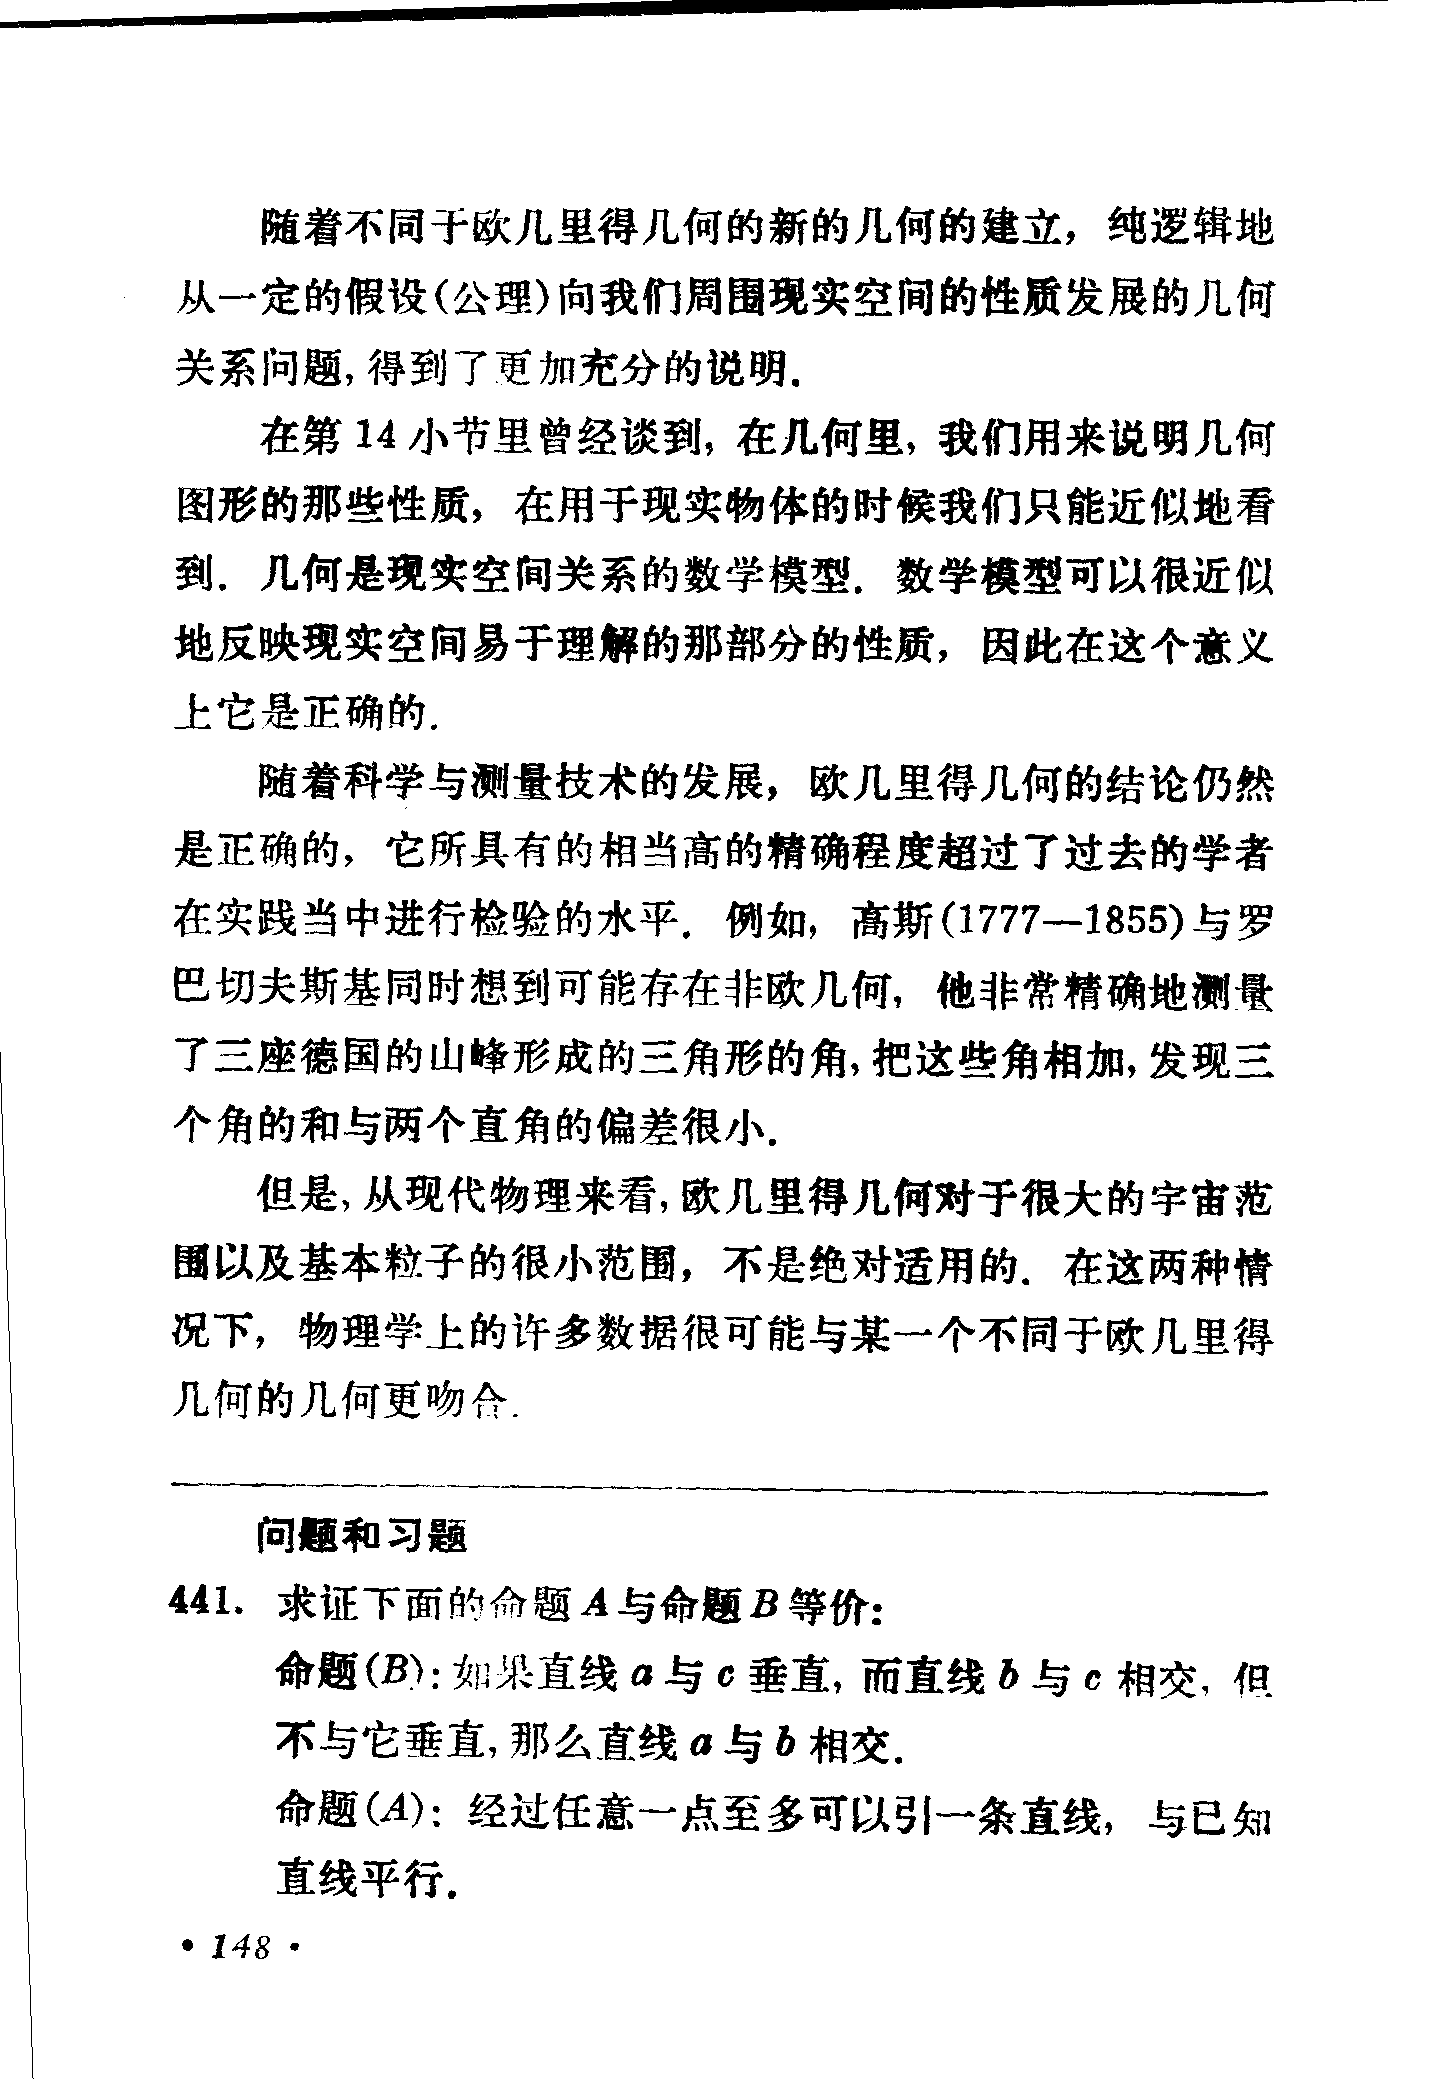 随着不同于欧几里得几何的新的几何的建立，纯逻辑地
从一定的假设(公理)向我们周围现实空间的性质发展的几何
关系问题,得到了更加充分的说明.
在第 14 小节里曾经谈到, 在几何里, 我们用来说明几何
图形的那些性质，在用于现实物体的时候我们只能近似地看
到. 几何是现实空间关系的数学模型. 数学模型可以很近似
地反映现实空间易于理解的那部分的性质，因此在这个意义
上它是正确的.
随着科学与测量技术的发展，欧几里得几何的结论仍然
是正确的，它所具有的相当高的精确程度超过了过去的学者
在实践当中进行检验的水平. 例如, 高斯(1777—1855)与罗
巴切夫斯基同时想到可能存在非欧几何, 他非常精确地测量
了三座德国的山峰形成的三角形的角,把这些角相加,发现三
个角的和与两个直角的偏差很小.
但是,从现代物理来看,欧几里得几何对于很大的宇宙范
围以及基本粒子的很小范围，不是绝对适用的. 在这两种情
况下，物理学上的许多数据很可能与某一个不同于欧几里得
几何的几何更吻合.
问题和习题
441. 求证下面的命题 A 与命题 B 等价:
命题(B): 如果直线 a 与 c 垂直, 而直线 b 与 c 相交, 但
不与它垂直, 那么直线 a 与 b 相交.
命题(A): 经过任意一点至多可以引一条直线, 与已知
直线平行.
• 148 •